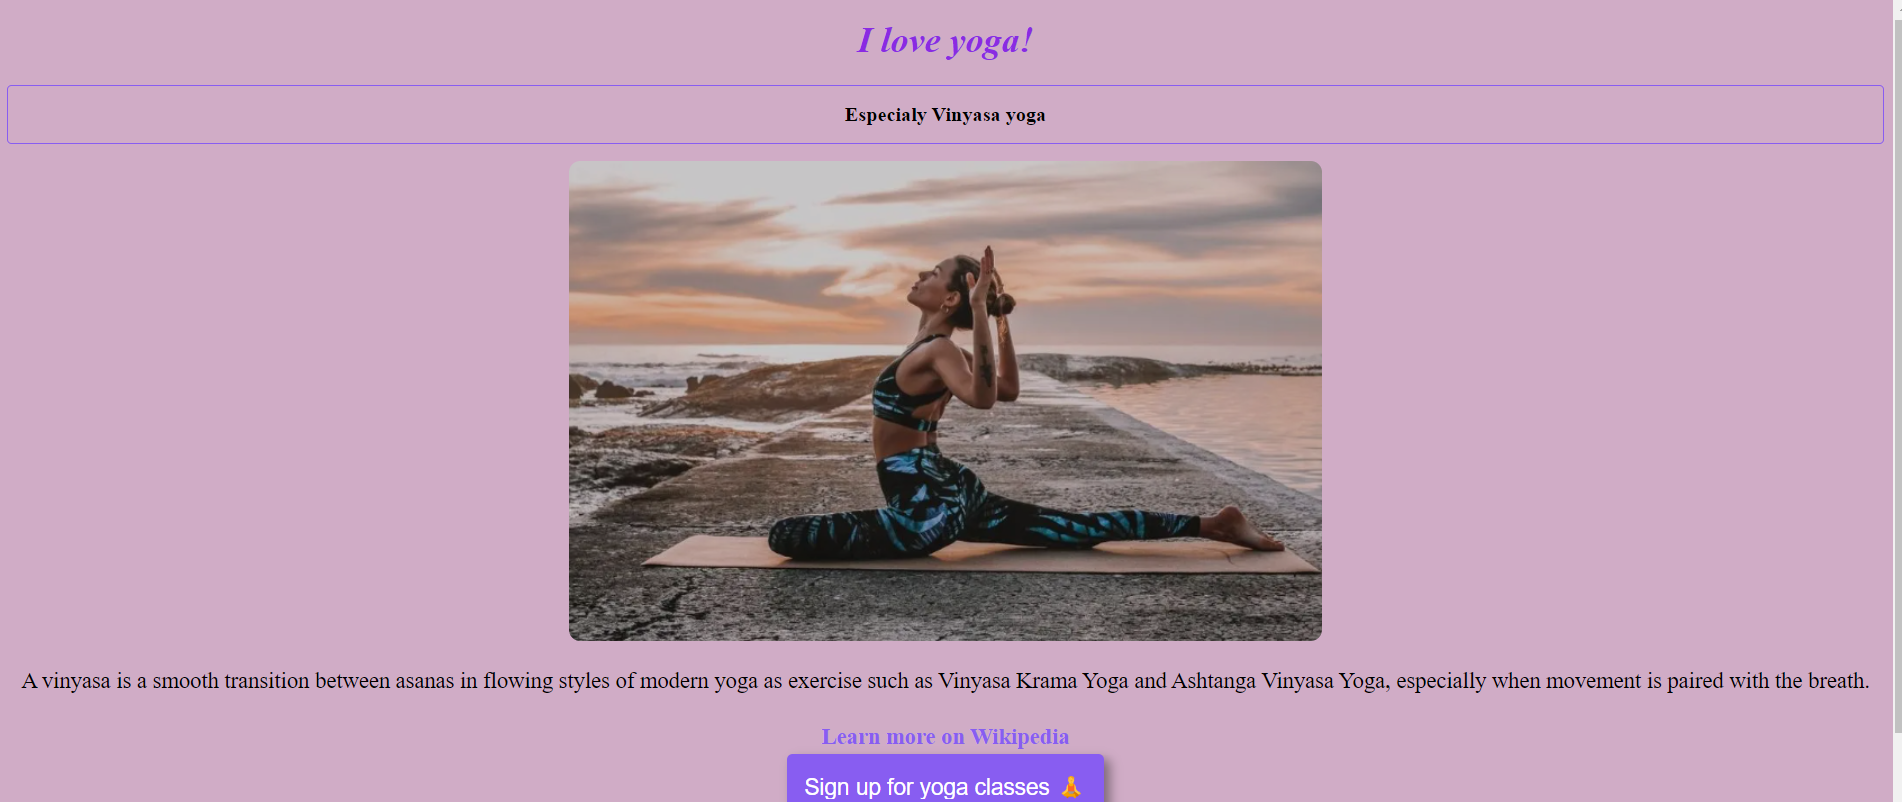 I love yoga!
Especialy Vinyasa yoga
A vinyasa is a smooth transition between asanas in flowing styles of modern yoga as exercise such as Vinyasa Krama Yoga and Ashtanga Vinyasa Yoga, especially when movement is paired with the breath.
Learn more on Wikipedia
Sign up for yoga classes 🧘